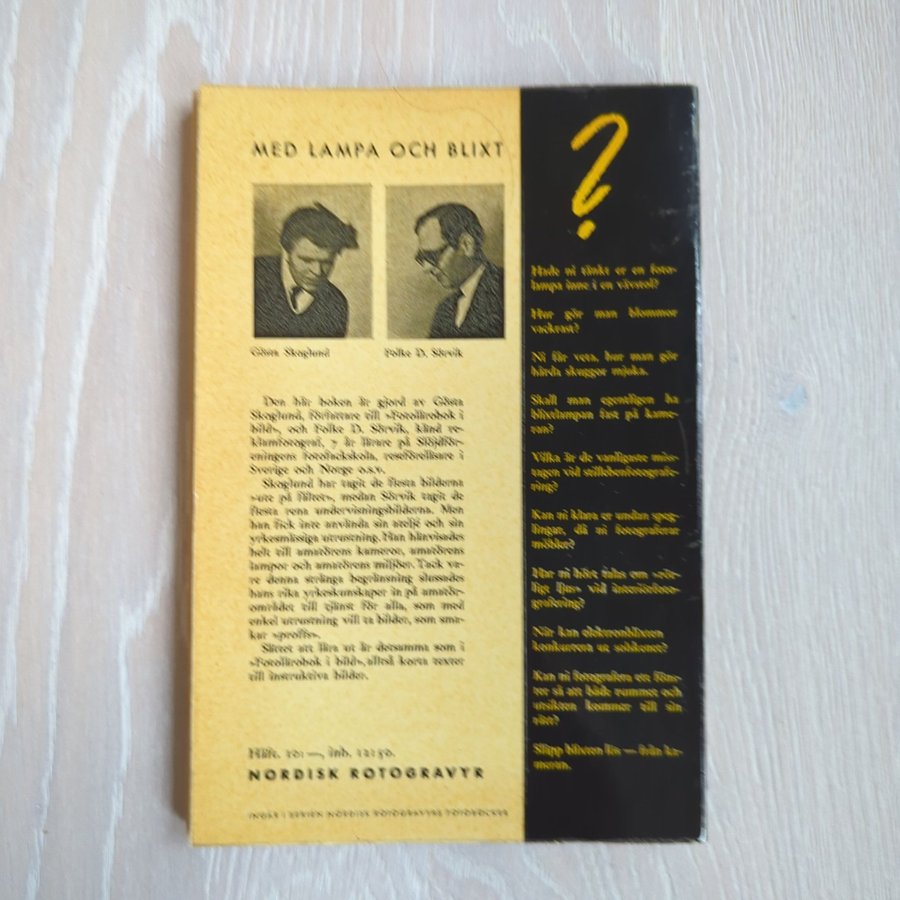 MED LAMPA OCH BLIXT
Gösta Skoglund
Folke D. Sörvik
Den här boken är gjord av Gösta
Skoglund, författare till »Fotolärobok i
bild», och Folke D. Sörvik, känd re-
klamfotograf, 7 år lärare på Slöjdför-
eningens fotofackskola, reseföreläsare i
Sverige och Norge o.s.v.
Skoglund har tagit de flesta bilderna
»ute på fältet», medan Sörvik tagit de
flesta rena undervisningsbilderna. Men
han fick inte använda sin ateljé och sin
yrkesmässiga utrustning. Han hänvisades
helt till amatörens kameror, amatörens
lampor och amatörens miljöer. Tack va-
re denna stränga begränsning slussades
hans rika yrkeskunskaper in på amatör-
området till tjänst för alla, som med
enkel utrustning vill ta bilder, som sma-
kar »proffs».
Sättet att lära ut är detsamma som i
»Fotolärobok i bild», alltså korta texter
till instruktiva bilder.
Häft. 10: —, inb. 12:50.
NORDISK ROTOGRAVYR
INGÅR I SERIEN NORDISK ROTOGRAVYRS FOTOBÖCKER
?
Hade ni tänkt er en foto-
lampa inne i en vävstol?
Hur gör man blommor
vackrast?
Ni får veta, hur man gör
hårda skuggor mjuka.
Skall man egentligen ha
blixtlampan fast på kame-
ran?
Vilka är de vanligaste miss-
tagen vid stillebenfotografe-
ring?
Kan ni klara er undan speg-
lingar, då ni fotograferar
möbler?
Har ni hört talas om »rör-
ligt ljus» vid interiörfoto-
grafering?
När kan elektronblixten
konkurrera ut solskenet?
Kan ni fotografera ett föns-
ter så att både rummet och
utsikten kommer till sin
rätt?
Släpp blixten lös — från ka-
meran.